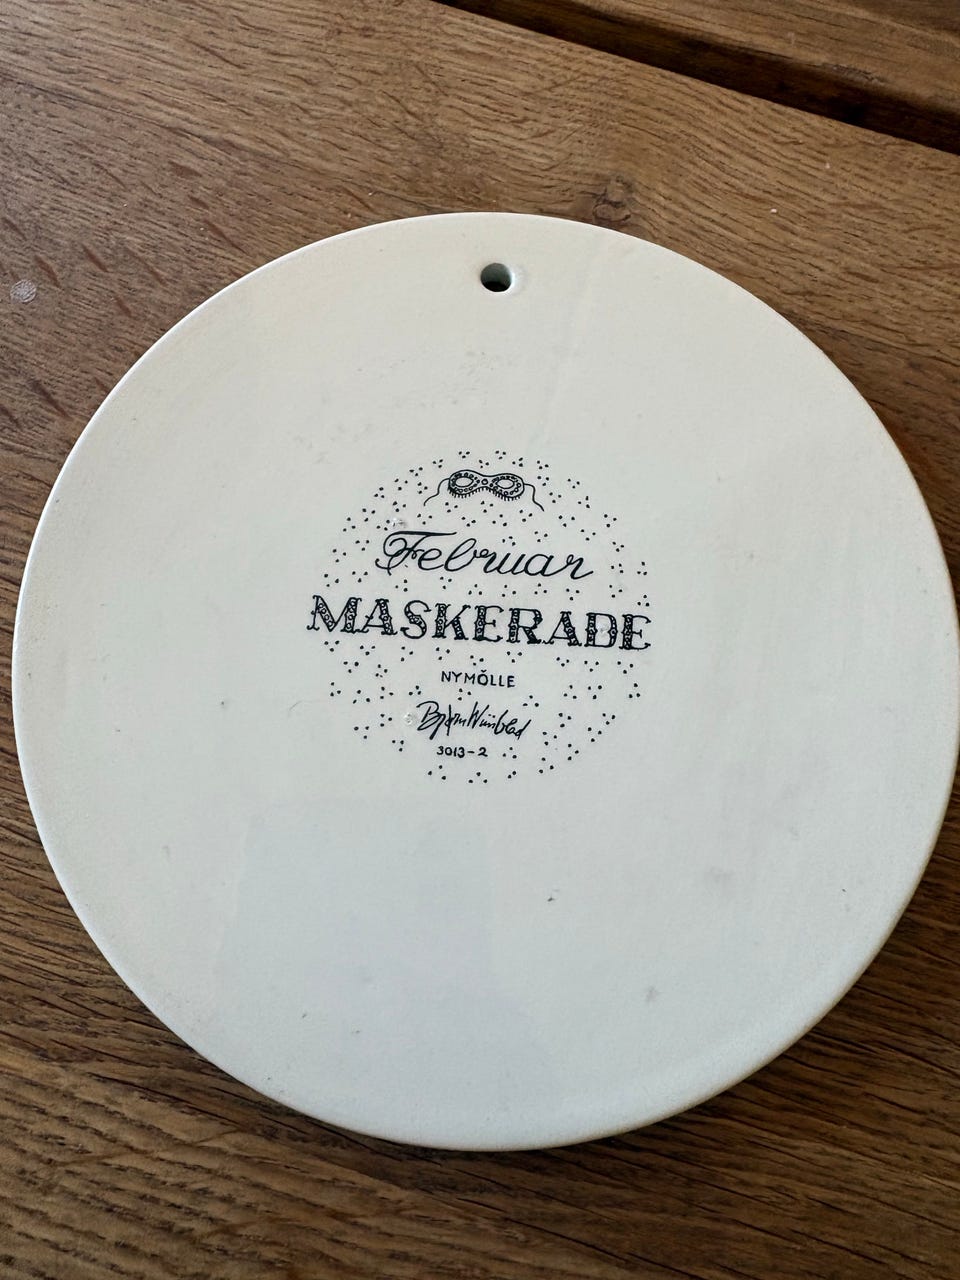 Februar
MASKERADE
NYMÖLLE
Bjørn Wiinblad
3013-2